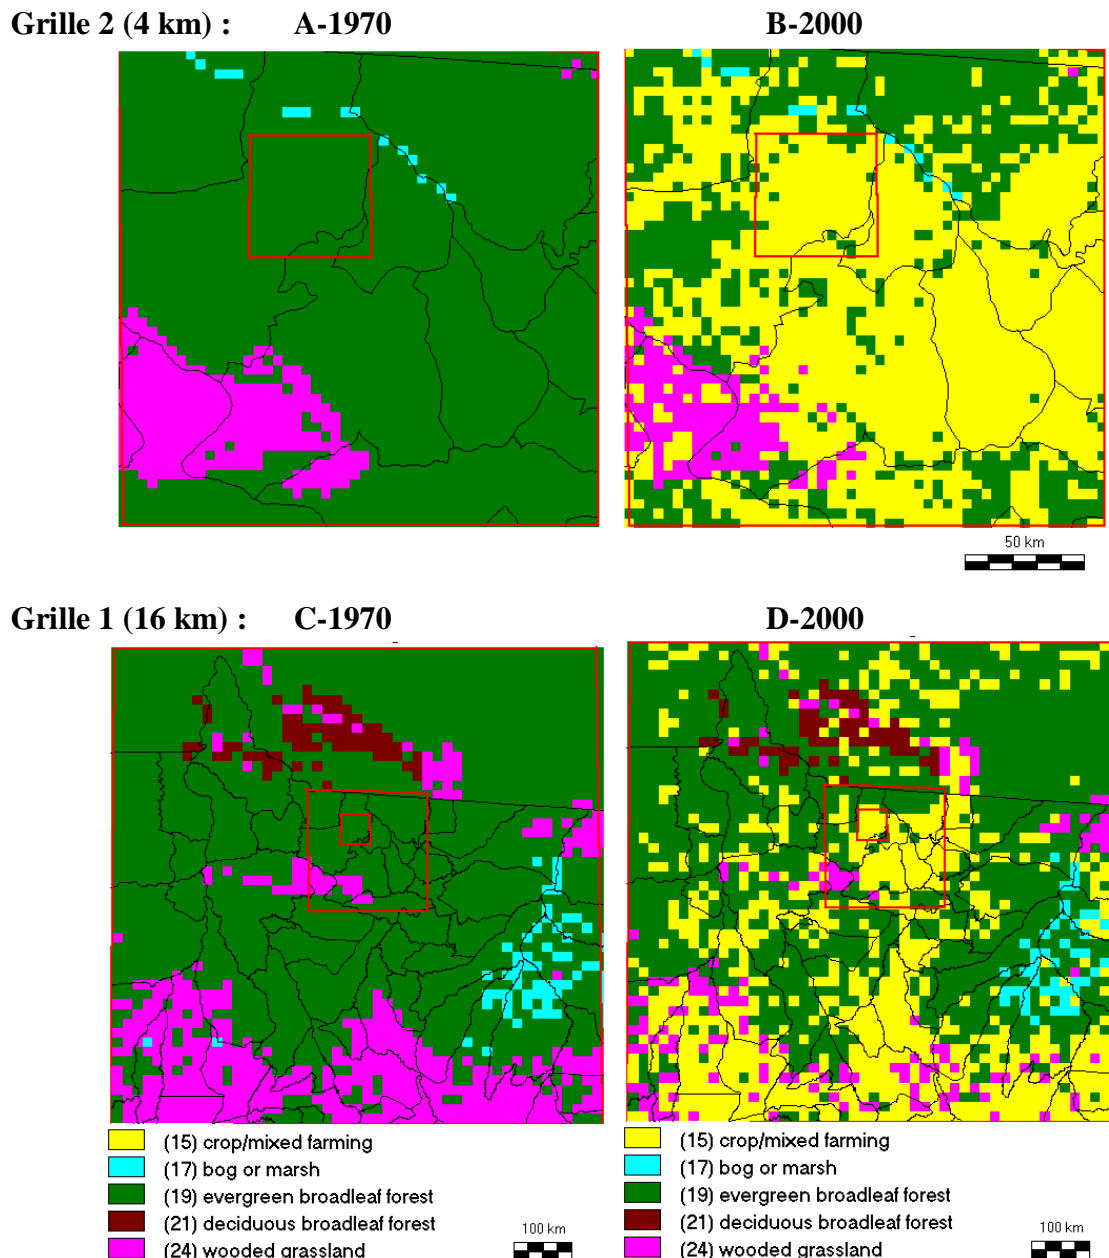 Grille 2 (4 km) : A-1970 B-2000
50 km
Grille 1 (16 km) : C-1970 D-2000
(15) crop/mixed farming
(17) bog or marsh
(19) evergreen broadleaf forest
(21) deciduous broadleaf forest
(24) wooded grassland
100 km
(15) crop/mixed farming
(17) bog or marsh
(19) evergreen broadleaf forest
(21) deciduous broadleaf forest
(24) wooded grassland
100 km